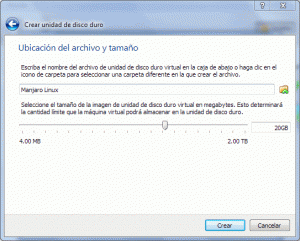 Crear unidad de disco duro
Ubicación del archivo y tamaño
Escriba el nombre del archivo de unidad de disco duro virtual en la caja de abajo o haga clic en el
icono de carpeta para seleccionar una carpeta diferente en la que crear el archivo.
Manjaro Linux
Seleccione el tamaño de la imagen de unidad de disco duro virtual en megabytes. Esto determinará
la cantidad límite que la máquina virtual podrá almacenar en la unidad de disco duro.
20GB
4.00 MB
2.00 TB
Crear
Cancelar